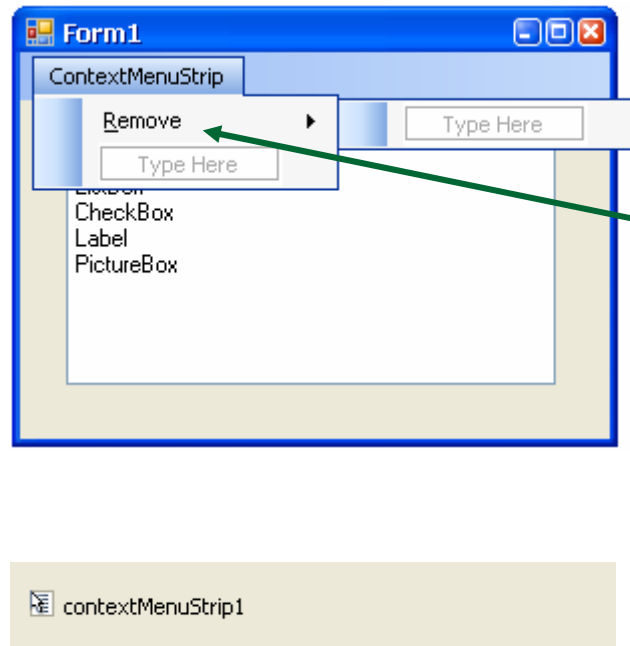 Form1
ContextMenuStrip
Remove
Type Here
Type Here
CheckBox
Label
PictureBox
contextMenuStrip1